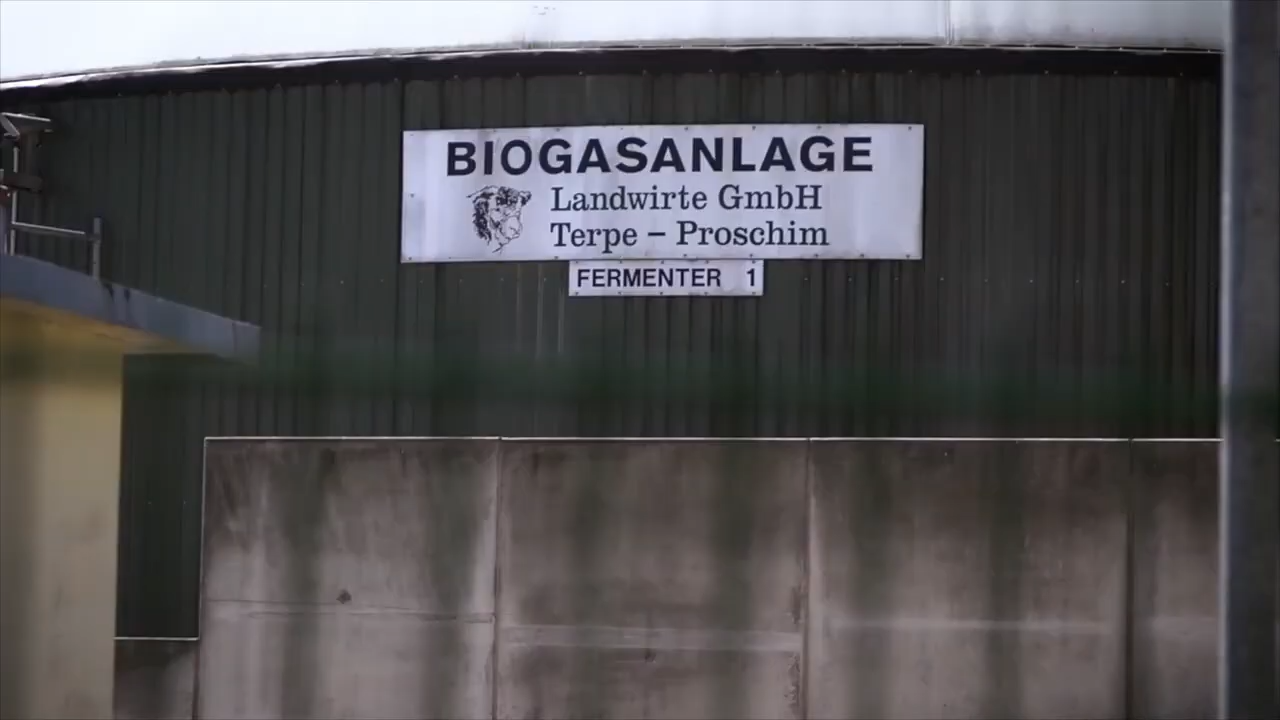 BIOGASANLAGE
Landwirte GmbH
Terpe – Proschim
FERMENTER 1